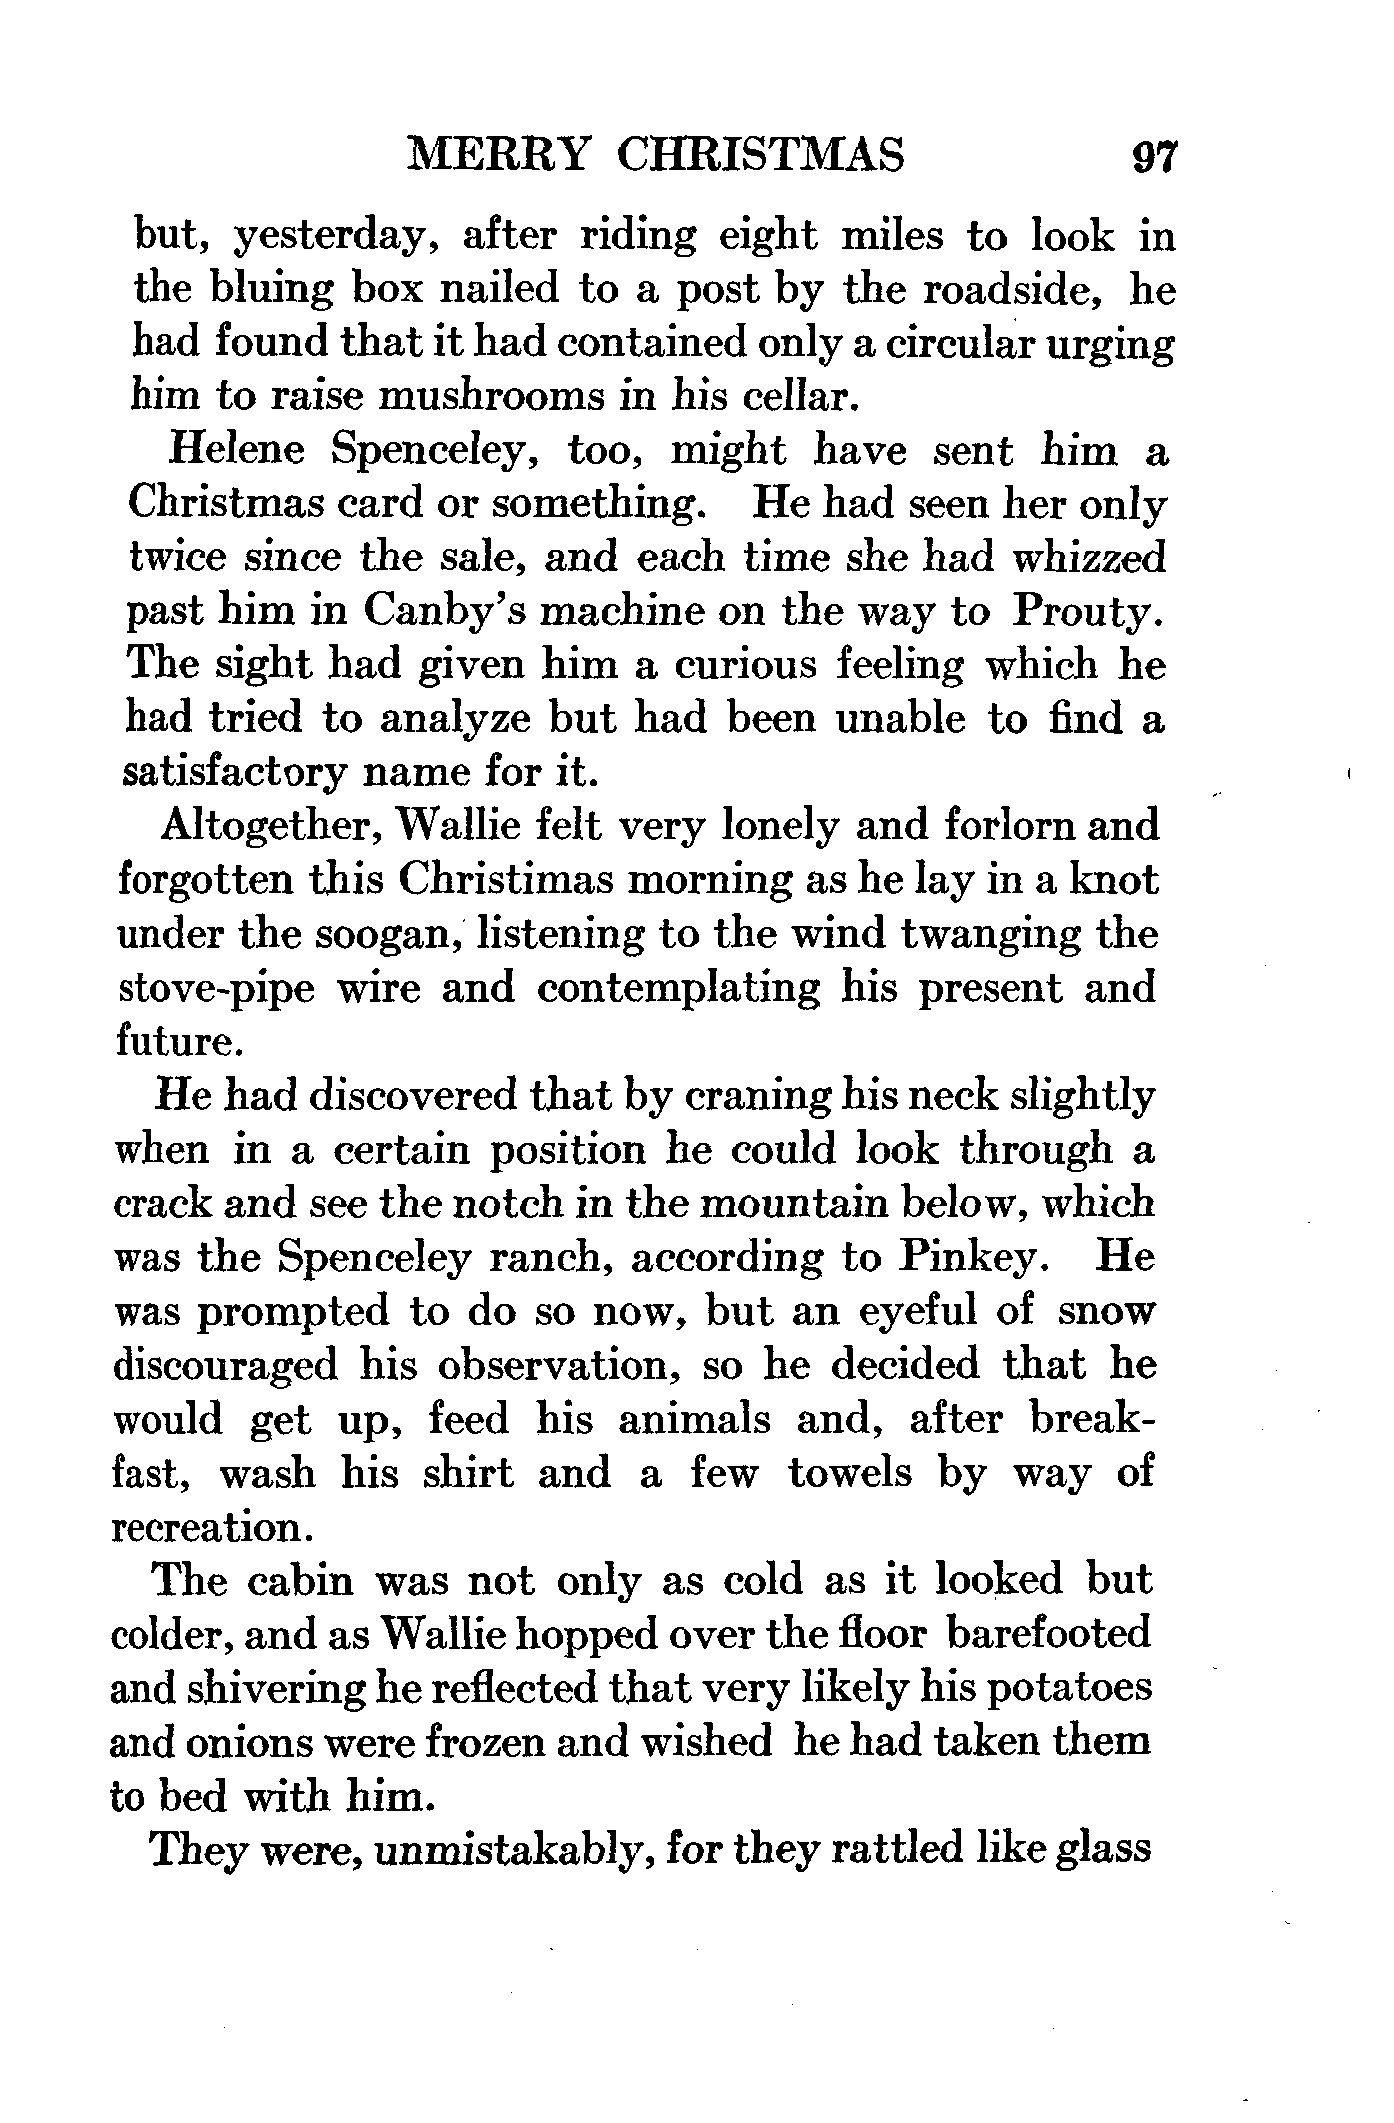 MERRY CHRISTMAS 97
but, yesterday, after riding eight miles to look in
the bluing box nailed to a post by the roadside, he
had found that it had contained only a circular urging
him to raise mushrooms in his cellar.
Helene Spenceley, too, might have sent him a
Christmas card or something. He had seen her only
twice since the sale, and each time she had whizzed
past him in Canby's machine on the way to Prouty.
The sight had given him a curious feeling which he
had tried to analyze but had been unable to find a
satisfactory name for it.
Altogether, Wallie felt very lonely and forlorn and
forgotten this Christimas morning as he lay in a knot
under the soogan, listening to the wind twanging the
stove-pipe wire and contemplating his present and
future.
He had discovered that by craning his neck slightly
when in a certain position he could look through a
crack and see the notch in the mountain below, which
was the Spenceley ranch, according to Pinkey. He
was prompted to do so now, but an eyeful of snow
discouraged his observation, so he decided that he
would get up, feed his animals and, after break-
fast, wash his shirt and a few towels by way of
recreation.
The cabin was not only as cold as it looked but
colder, and as Wallie hopped over the floor barefooted
and shivering he reflected that very likely his potatoes
and onions were frozen and wished he had taken them
to bed with him.
They were, unmistakably, for they rattled like glass